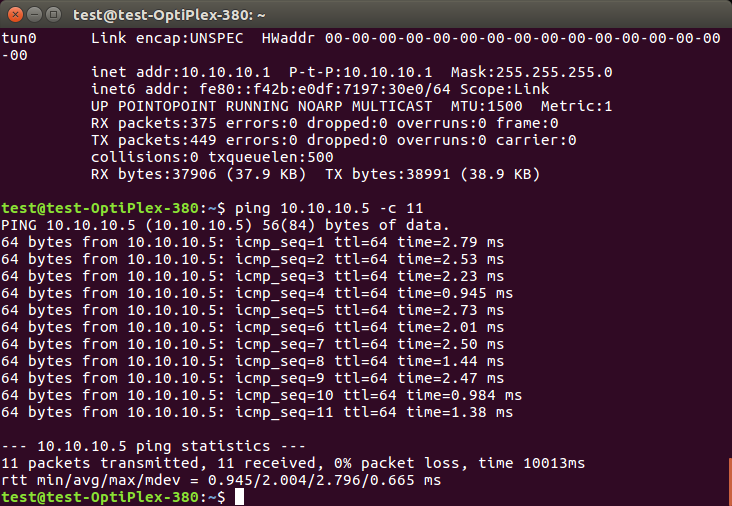 test@test-OptiPlex-380: ~
tun0      Link encap:UNSPEC  HWaddr 00-00-00-00-00-00-00-00-00-00-00-00-00-00-00
-00
          inet addr:10.10.10.1  P-t-P:10.10.10.1  Mask:255.255.255.0
          inet6 addr: fe80::f42b:e0df:7197:30e0/64 Scope:Link
          UP POINTOPOINT RUNNING NOARP MULTICAST  MTU:1500  Metric:1
          RX packets:375 errors:0 dropped:0 overruns:0 frame:0
          TX packets:449 errors:0 dropped:0 overruns:0 carrier:0
          collisions:0 txqueuelen:500
          RX bytes:37906 (37.9 KB)  TX bytes:38991 (38.9 KB)
test@test-OptiPlex-380:~$ ping 10.10.10.5 -c 11
PING 10.10.10.5 (10.10.10.5) 56(84) bytes of data.
64 bytes from 10.10.10.5: icmp_seq=1 ttl=64 time=2.79 ms
64 bytes from 10.10.10.5: icmp_seq=2 ttl=64 time=2.53 ms
64 bytes from 10.10.10.5: icmp_seq=3 ttl=64 time=2.23 ms
64 bytes from 10.10.10.5: icmp_seq=4 ttl=64 time=0.945 ms
64 bytes from 10.10.10.5: icmp_seq=5 ttl=64 time=2.73 ms
64 bytes from 10.10.10.5: icmp_seq=6 ttl=64 time=2.01 ms
64 bytes from 10.10.10.5: icmp_seq=7 ttl=64 time=2.50 ms
64 bytes from 10.10.10.5: icmp_seq=8 ttl=64 time=1.44 ms
64 bytes from 10.10.10.5: icmp_seq=9 ttl=64 time=2.47 ms
64 bytes from 10.10.10.5: icmp_seq=10 ttl=64 time=0.984 ms
64 bytes from 10.10.10.5: icmp_seq=11 ttl=64 time=1.38 ms
--- 10.10.10.5 ping statistics ---
11 packets transmitted, 11 received, 0% packet loss, time 10013ms
rtt min/avg/max/mdev = 0.945/2.004/2.796/0.665 ms
test@test-OptiPlex-380:~$